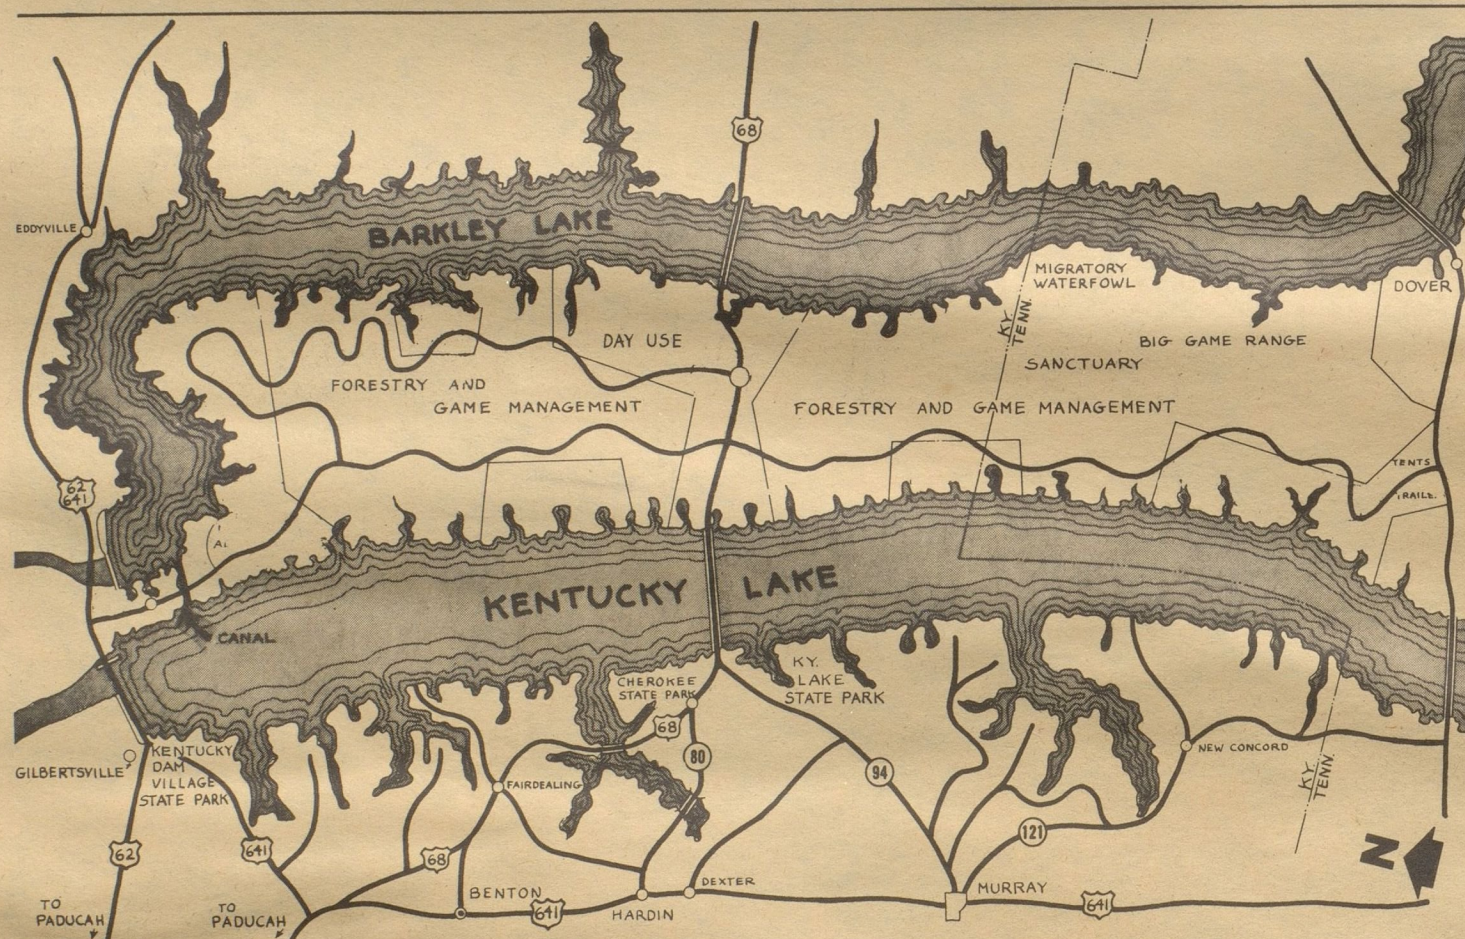 68
EDDYVILLE
BARKLEY LAKE
MIGRATORY
WATERFOWL
DOVER
KY.
TENN.
DAY USE
BIG GAME RANGE
SANCTUARY
FORESTRY AND
GAME MANAGEMENT
FORESTRY AND GAME MANAGEMENT
TENTS
62
641
KENTUCKY LAKE
CANAL
KY.
LAKE
STATE PARK
CHEROKEE
STATE PARK
68
80
94
NEW CONCORD
KENTUCKY
DAM
VILLAGE
STATE PARK
GILBERTSVILLE
FAIRDEALING
KY.
TENN.
121
62
641
68
N
BENTON
DEXTER
MURRAY
641
HARDIN
641
TO
PADUCAH
TO
PADUCAH